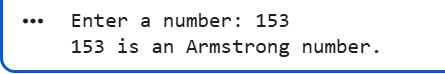 Enter a number: 153
153 is an Armstrong number.